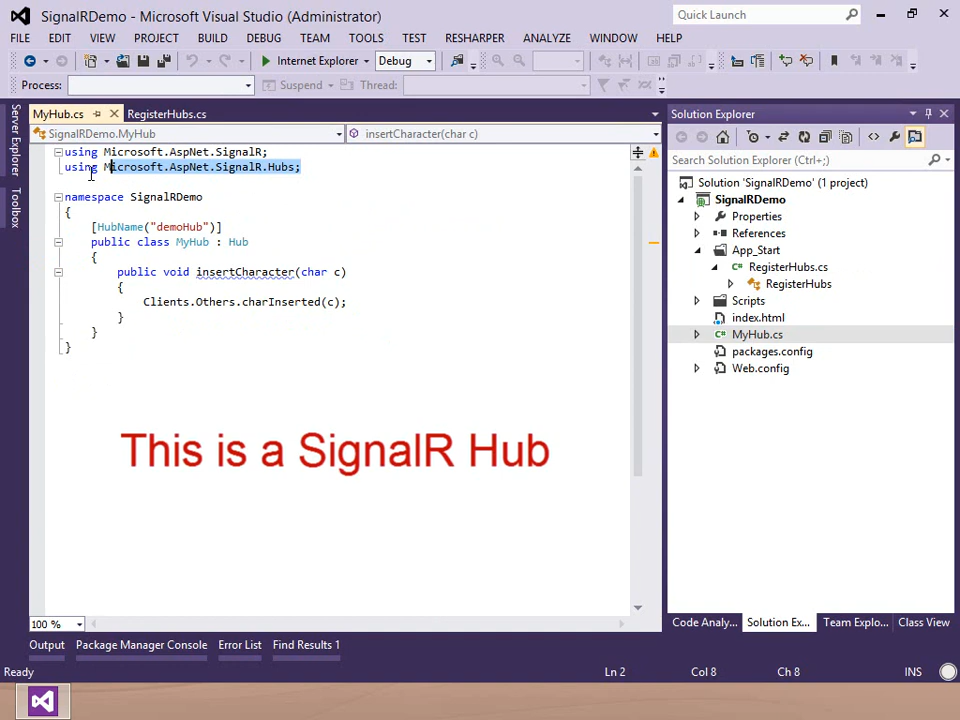 SignalRDemo - Microsoft Visual Studio (Administrator)
Quick Launch
FILE EDIT VIEW PROJECT BUILD DEBUG TEAM TOOLS TEST RESHARPER ANALYZE WINDOW HELP
Internet Explorer Debug
Process: Suspend Thread:
Server Explorer
Toolbox
MyHub.cs RegisterHubs.cs
SignalRDemo.MyHub insertCharacter(char c)
using Microsoft.AspNet.SignalR;
using Microsoft.AspNet.SignalR.Hubs;
namespace SignalRDemo
{
[HubName("demoHub")]
public class MyHub : Hub
{
public void insertCharacter(char c)
{
Clients.Others.charInserted(c);
}
}
}
This is a SignalR Hub
100 %
Solution Explorer
Search Solution Explorer (Ctrl+;)
Solution 'SignalRDemo' (1 project)
SignalRDemo
Properties
References
App_Start
RegisterHubs.cs
RegisterHubs
Scripts
index.html
MyHub.cs
packages.config
Web.config
Code Analy... Solution Ex... Team Explo... Class View
Output Package Manager Console Error List Find Results 1
Ready Ln 2 Col 8 Ch 8 INS